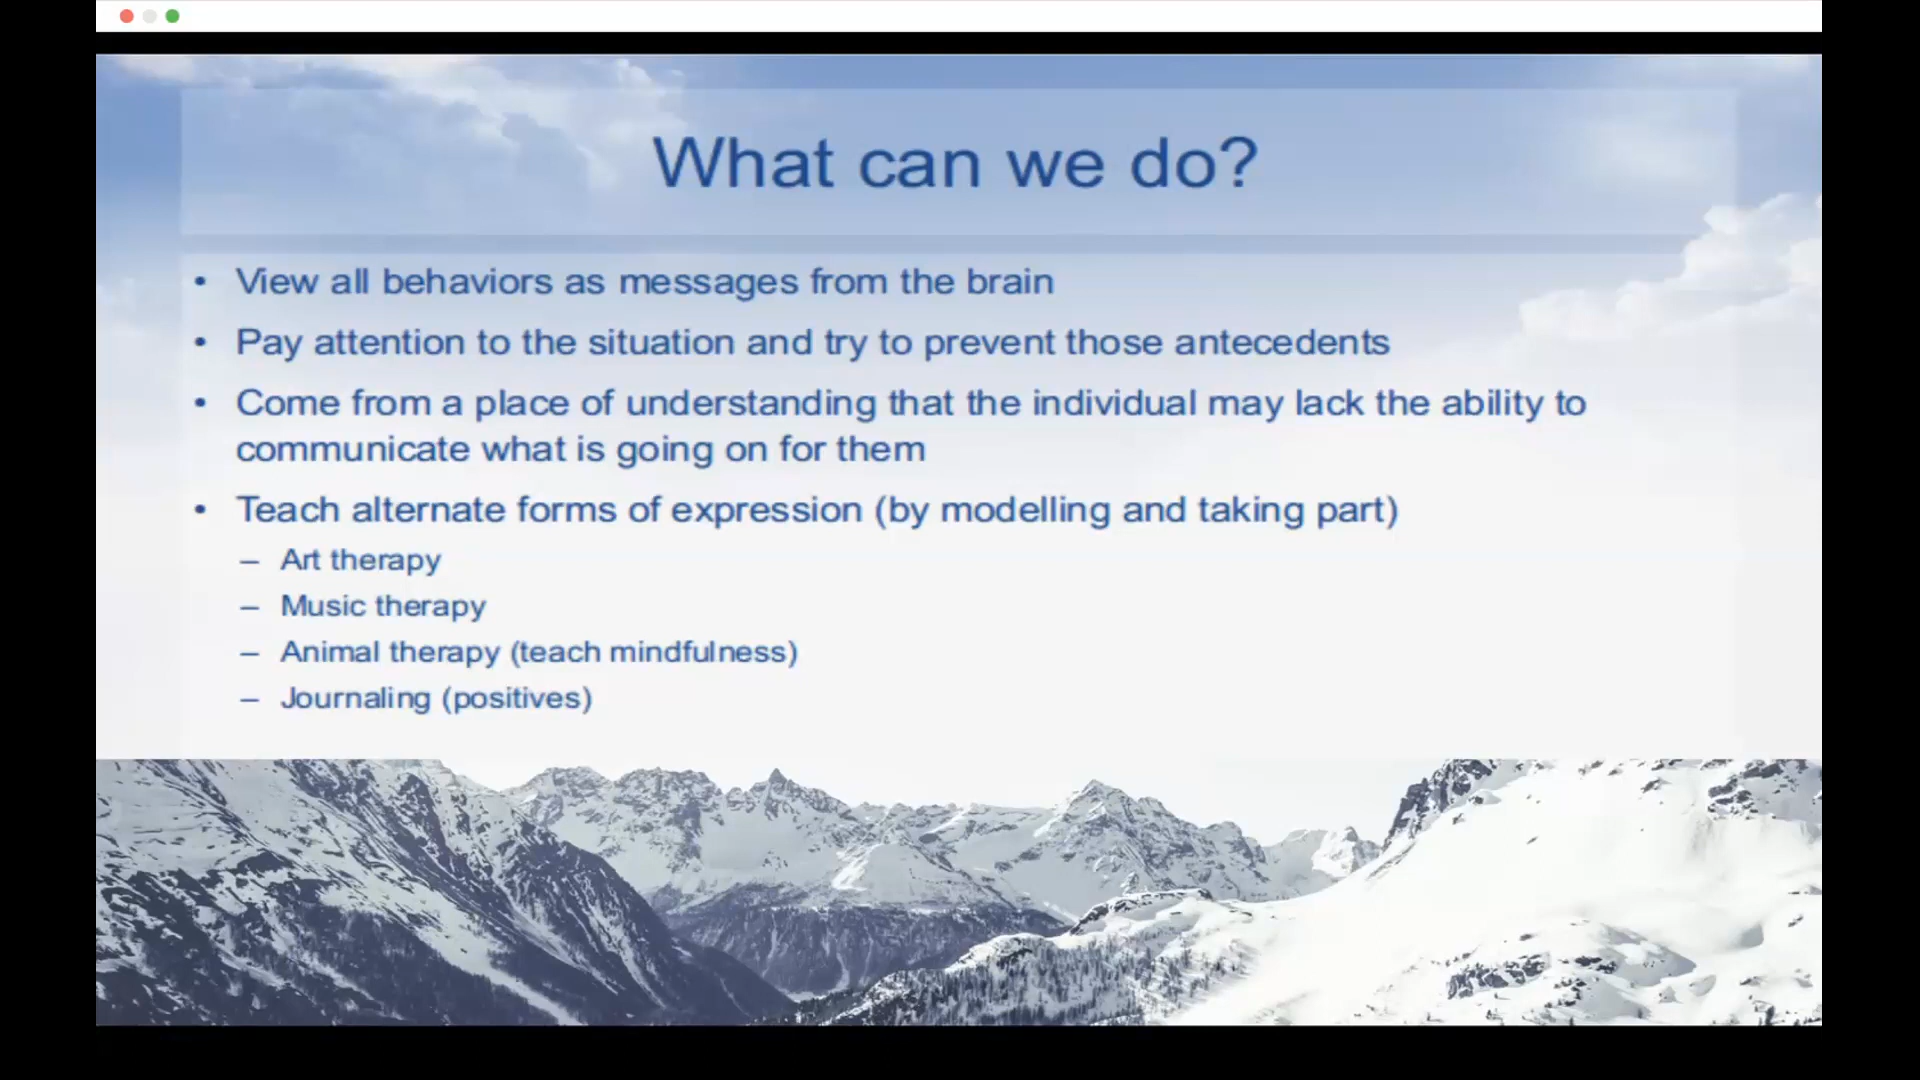 What can we do?
• View all behaviors as messages from the brain
• Pay attention to the situation and try to prevent those antecedents
• Come from a place of understanding that the individual may lack the ability to
communicate what is going on for them
• Teach alternate forms of expression (by modelling and taking part)
– Art therapy
– Music therapy
– Animal therapy (teach mindfulness)
– Journaling (positives)